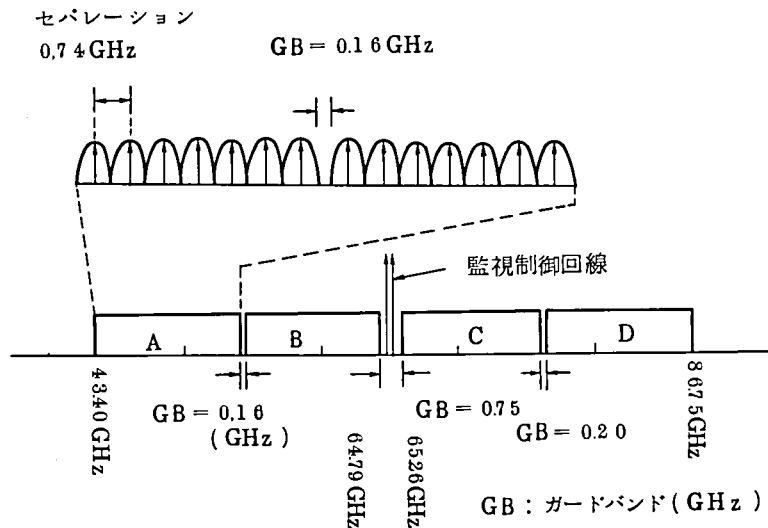 セパレーション
0.74GHz
GB = 0.16GHz
監視制御回線
A
B
C
D
43.40GHz
GB = 0.16
(GHz)
64.79GHz
65.26GHz
GB = 0.75
GB = 0.20
86.75GHz
GB : ガードバンド(GHz)